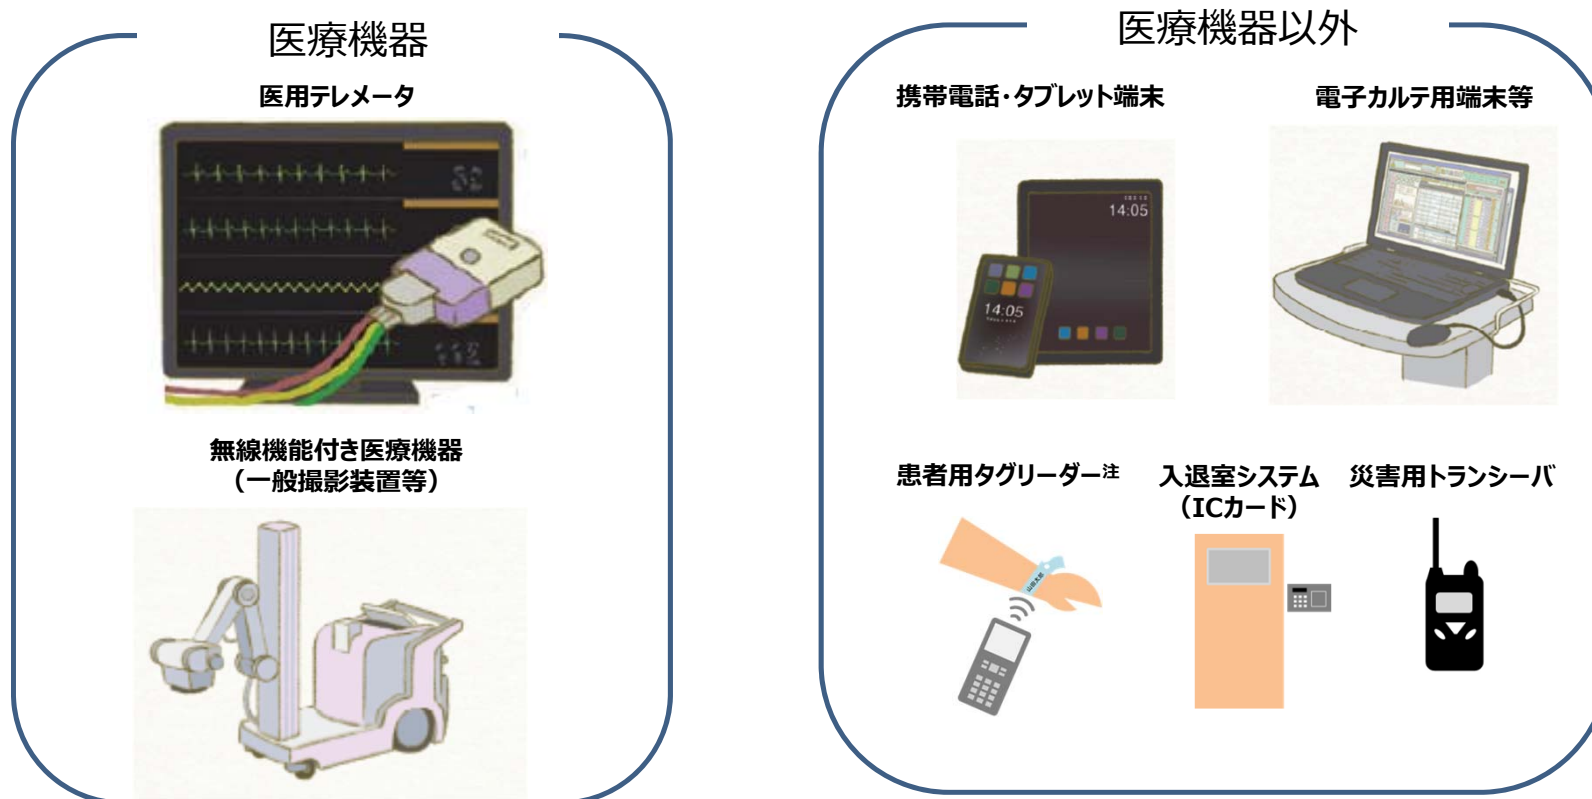 医療機器
医用テレメータ
無線機能付き医療機器
（一般撮影装置等）
医療機器以外
携帯電話・タブレット端末
電子カルテ用端末等
14:05
14:05
患者用タグリーダー注
入退室システム
（ICカード）
災害用トランシーバ
山田太郎